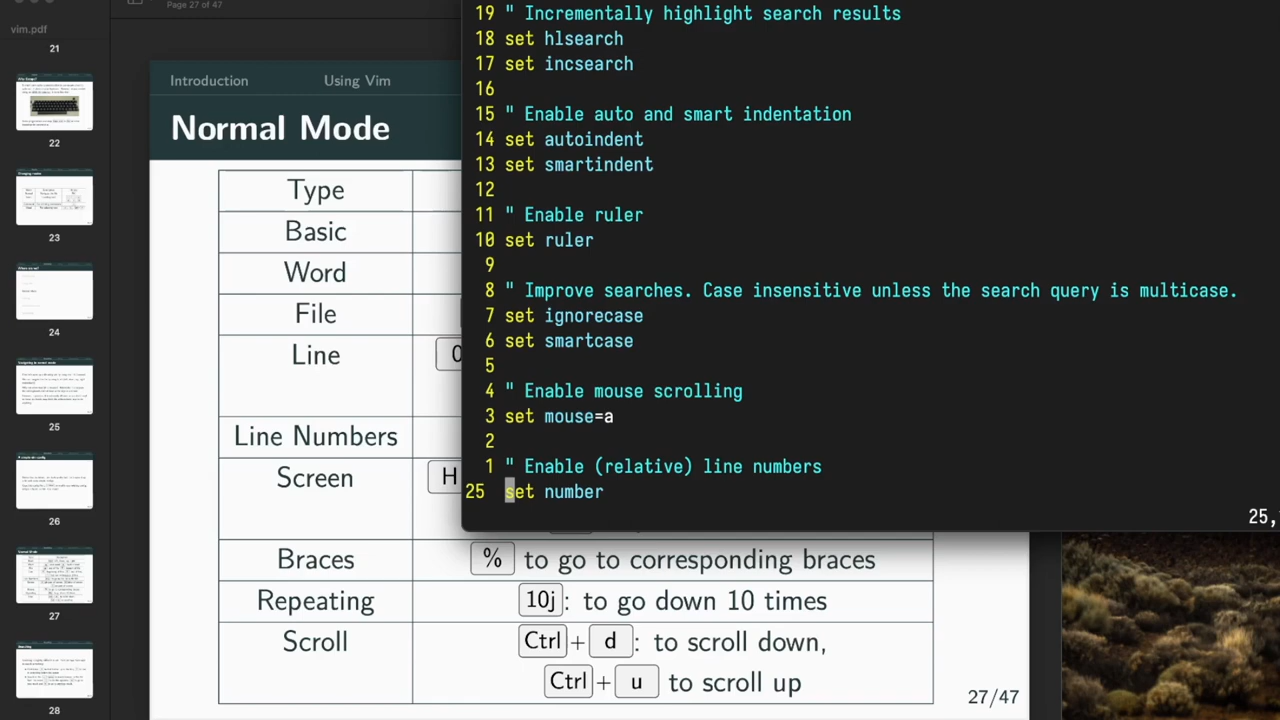 Page 27 of 47
vim.pdf
21
22
23
24
25
26
27
28
Introduction Using Vim
Normal Mode
Type
Basic
Word
File
Line 0
Line Numbers
Screen H
Braces % to go to corresponding braces
Repeating 10j: to go down 10 times
Scroll Ctrl + d : to scroll down,
Ctrl + u to scroll up
27/47
19 " Incrementally highlight search results
18 set hlsearch
17 set incsearch
16
15 " Enable auto and smart indentation
14 set autoindent
13 set smartindent
12
11 " Enable ruler
10 set ruler
9
8 " Improve searches. Case insensitive unless the search query is multicase.
7 set ignorecase
6 set smartcase
5
4 " Enable mouse scrolling
3 set mouse=a
2
1 " Enable (relative) line numbers
25 set number
25,